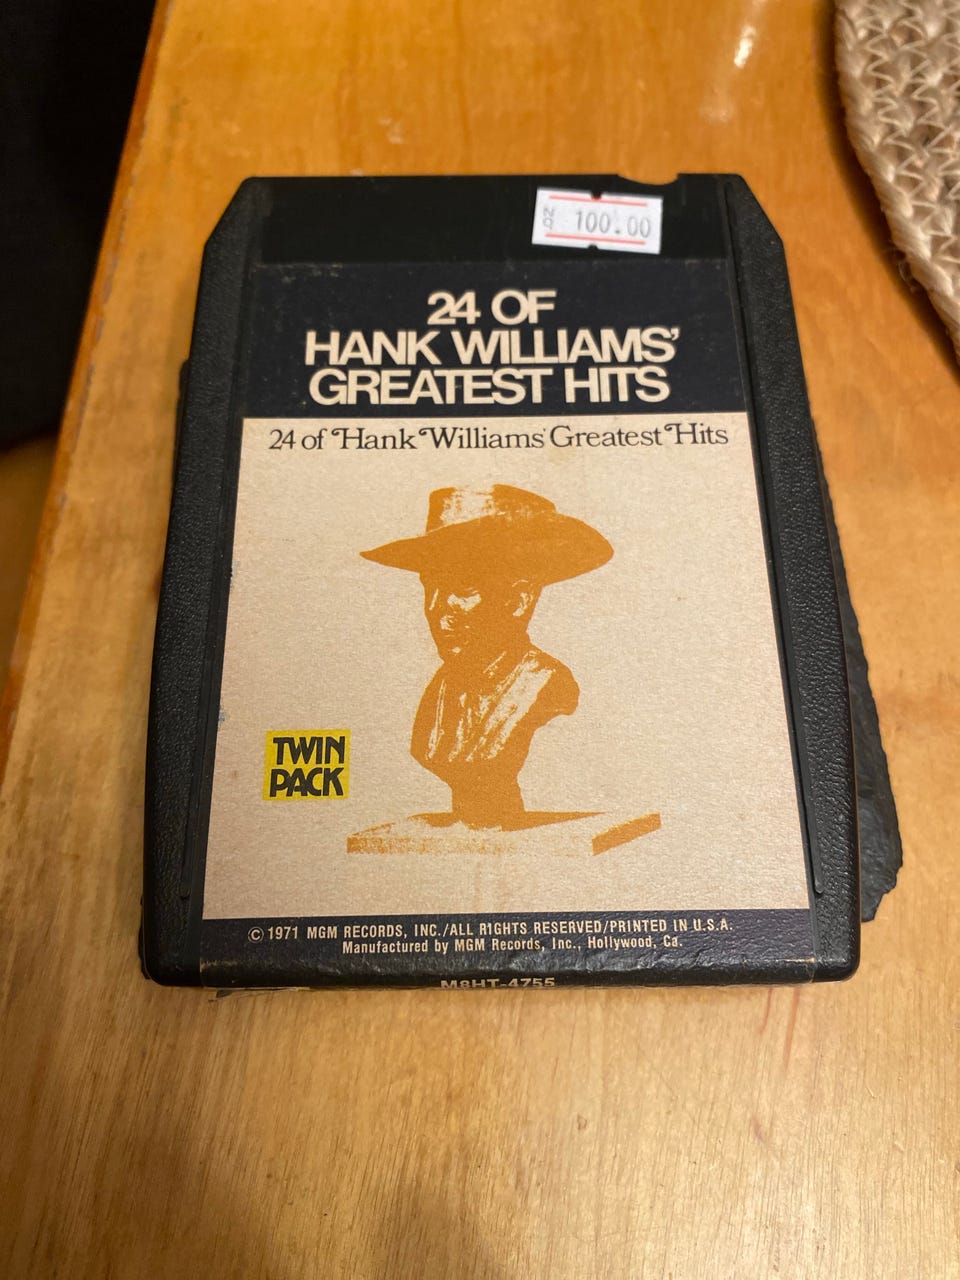 NO 100.00
24 OF
HANK WILLIAMS'
GREATEST HITS
24 of Hank Williams' Greatest Hits
TWIN
PACK
© 1971 MGM RECORDS, INC./ALL RIGHTS RESERVED/PRINTED IN U.S.A.
Manufactured by MGM Records, Inc., Hollywood, Ca.
M8HT-4755